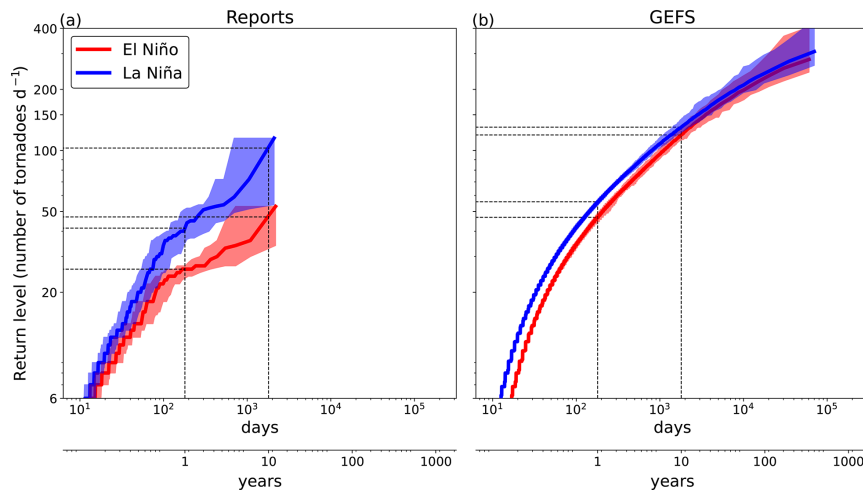 (a)
Reports
El Niño
La Niña
Return level (number of tornadoes d⁻¹)
400
200
150
100
50
20
6
10¹
10²
10³
10⁴
10⁵
days
1
10
100
1000
years
(b)
GEFS
400
200
150
100
50
20
6
10¹
10²
10³
10⁴
10⁵
days
1
10
100
1000
years